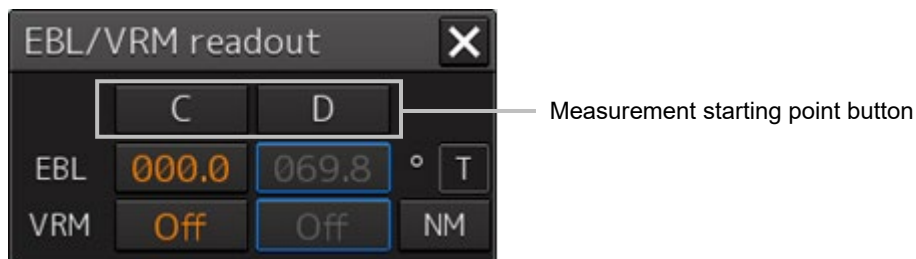 EBL/VRM readout X
C D Measurement starting point button
EBL 000.0 069.8 ° T
VRM Off Off NM